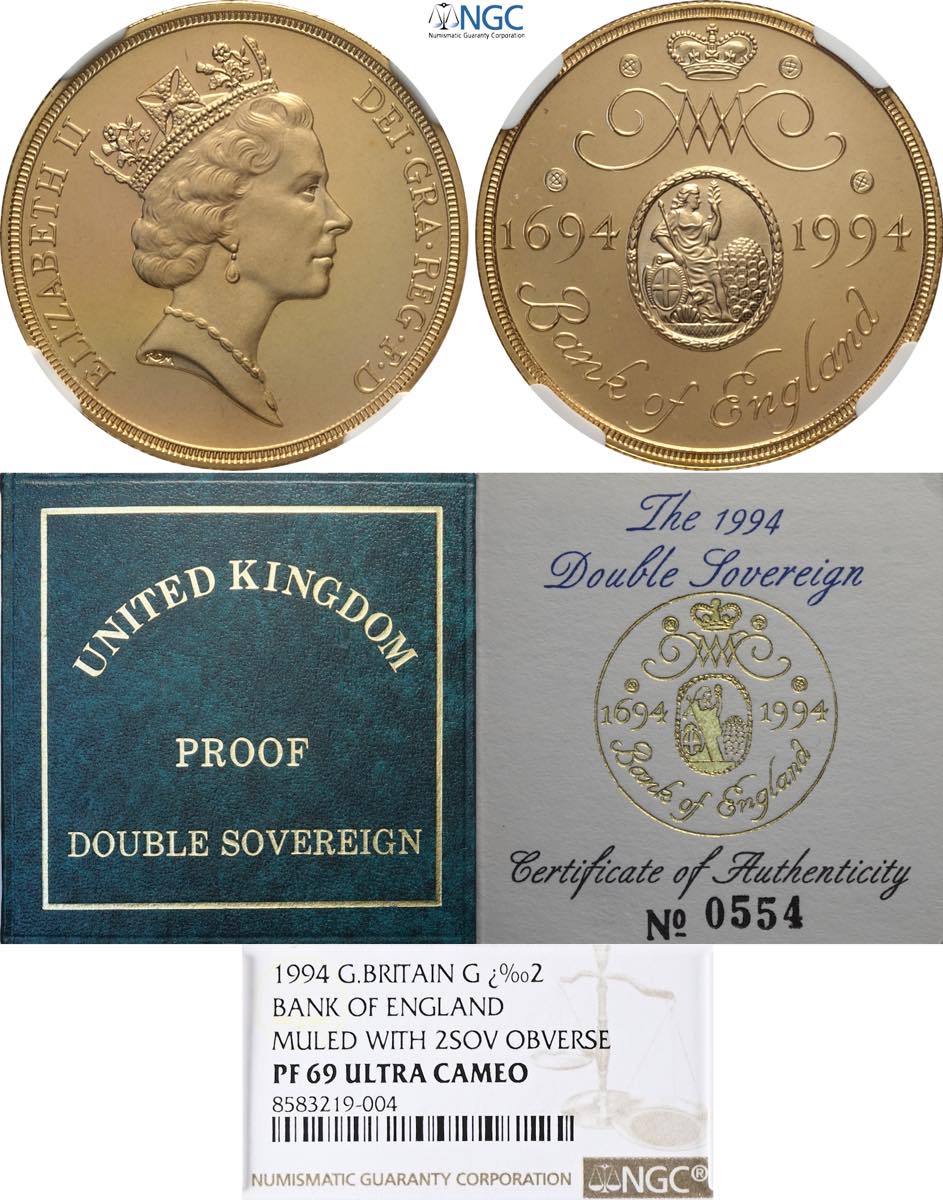 NGC
Numismatic Guaranty Corporation
ELIZABETH II DEI·GRA·REG·F·D
1694 1994
Bank of England
UNITED KINGDOM
PROOF
DOUBLE SOVEREIGN
The 1994
Double Sovereign
1694 1994
Bank of England
Certificate of Authenticity
№ 0554
1994 G.BRITAIN G ¿‰2
BANK OF ENGLAND
MULED WITH 2SOV OBVERSE
PF 69 ULTRA CAMEO
8583219-004
NUMISMATIC GUARANTY CORPORATION NGC®